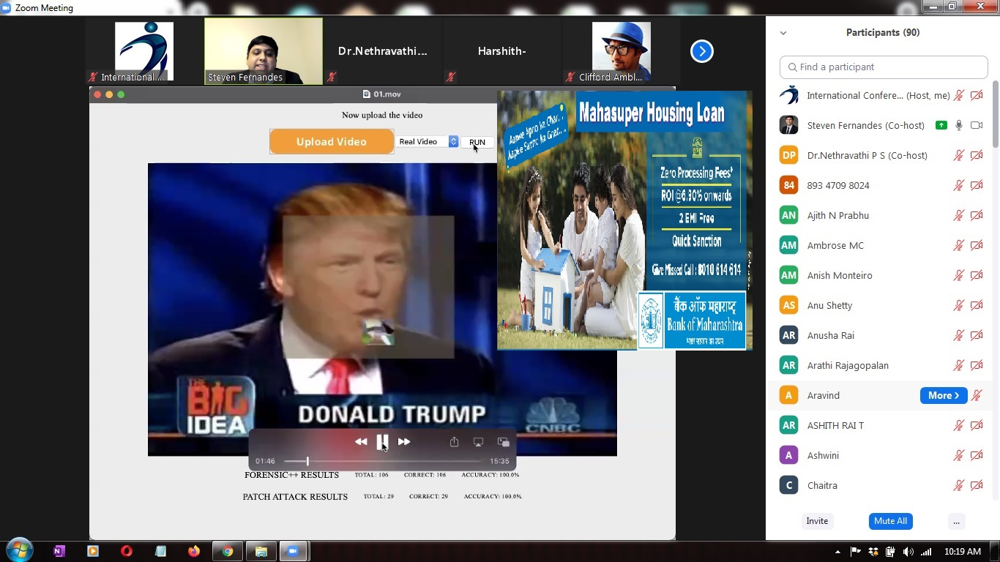 Zoom Meeting
International ...
Steven Fernandes
Dr.Nethravathi ...
Harshith-
Clifford Ambl...
01.mov
Now upload the video
Upload Video
Real Video
RUN
THE
BIG
IDEA
DONALD TRUMP
CNBC
01:46
15:35
FORENSIC++ RESULTS TOTAL: 106 CORRECT: 106 ACCURACY: 100.0%
PATCH ATTACK RESULTS TOTAL: 29 CORRECT: 29 ACCURACY: 100.0%
Mahasuper Housing Loan
Aapke Apno ka Ghar..
Aapke Sapno ka Ghar...
Zero Processing Fees*
ROI @6.90% onwards
2 EMI Free
Quick Sanction
Give Missed Call : 8010 614 614
बैंक ऑफ महाराष्ट्र
Bank of Maharashtra
Participants (90)
Find a participant
International Confere... (Host, me)
Steven Fernandes (Co-host)
DP Dr.Nethravathi P S (Co-host)
84 893 4709 8024
AN Ajith N Prabhu
AM Ambrose MC
AM Anish Monteiro
AS Anu Shetty
AR Anusha Rai
AR Arathi Rajagopalan
A Aravind More >
AR ASHITH RAI T
A Ashwini
C Chaitra
Invite Mute All ...
10:19 AM